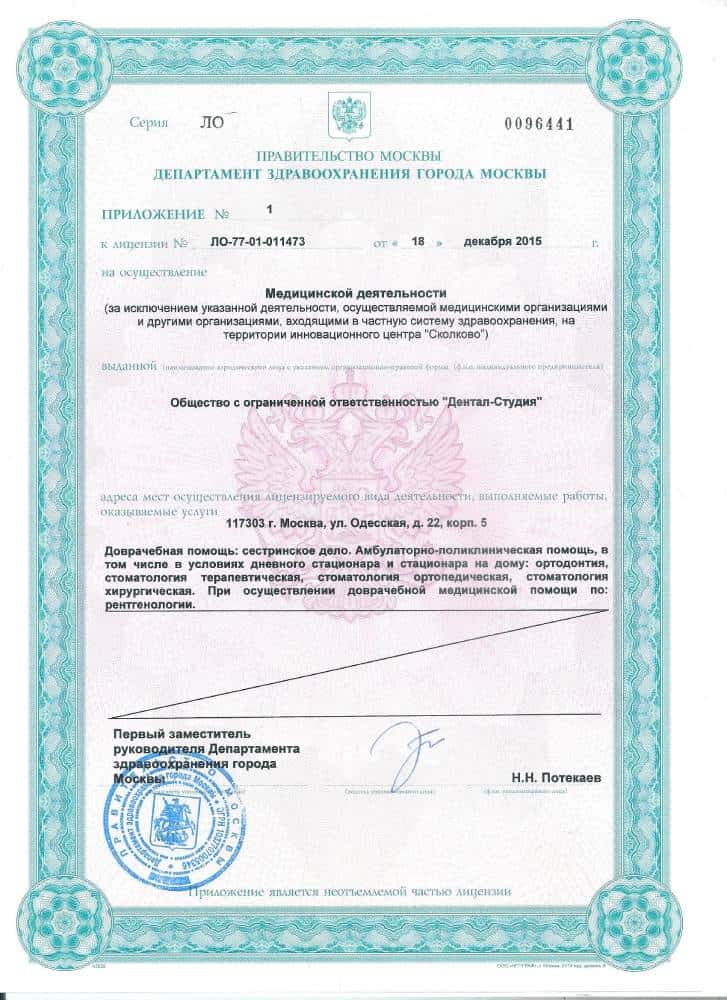 Серия ЛО 0096441
ПРАВИТЕЛЬСТВО МОСКВЫ
ДЕПАРТАМЕНТ ЗДРАВООХРАНЕНИЯ ГОРОДА МОСКВЫ
ПРИЛОЖЕНИЕ № 1
к лицензии № ЛО-77-01-011473 от « 18 » декабря 2015 г.
на осуществление
Медицинской деятельности
(за исключением указанной деятельности, осуществляемой медицинскими организациями
и другими организациями, входящими в частную систему здравоохранения, на
территории инновационного центра "Сколково")
выданной (наименование юридического лица с указанием организационно-правовой формы (ф.и.о. индивидуального предпринимателя)
Общество с ограниченной ответственностью "Дентал-Студия"
адреса мест осуществления лицензируемого вида деятельности, выполняемые работы,
оказываемые услуги
117303 г. Москва, ул. Одесская, д. 22, корп. 5
Доврачебная помощь: сестринское дело. Амбулаторно-поликлиническая помощь, в
том числе в условиях дневного стационара и стационара на дому: ортодонтия,
стоматология терапевтическая, стоматология ортопедическая, стоматология
хирургическая. При осуществлении доврачебной медицинской помощи по:
рентгенологии.
Первый заместитель
руководителя Департамента
здравоохранения города
Москвы Н.Н. Потекаев
(подпись уполномоченного лица) (ф.и.о. уполномоченного лица)
ПРАВИТЕЛЬСТВО МОСКВЫ
Департамент здравоохранения города Москвы
Приложение является неотъемлемой частью лицензии